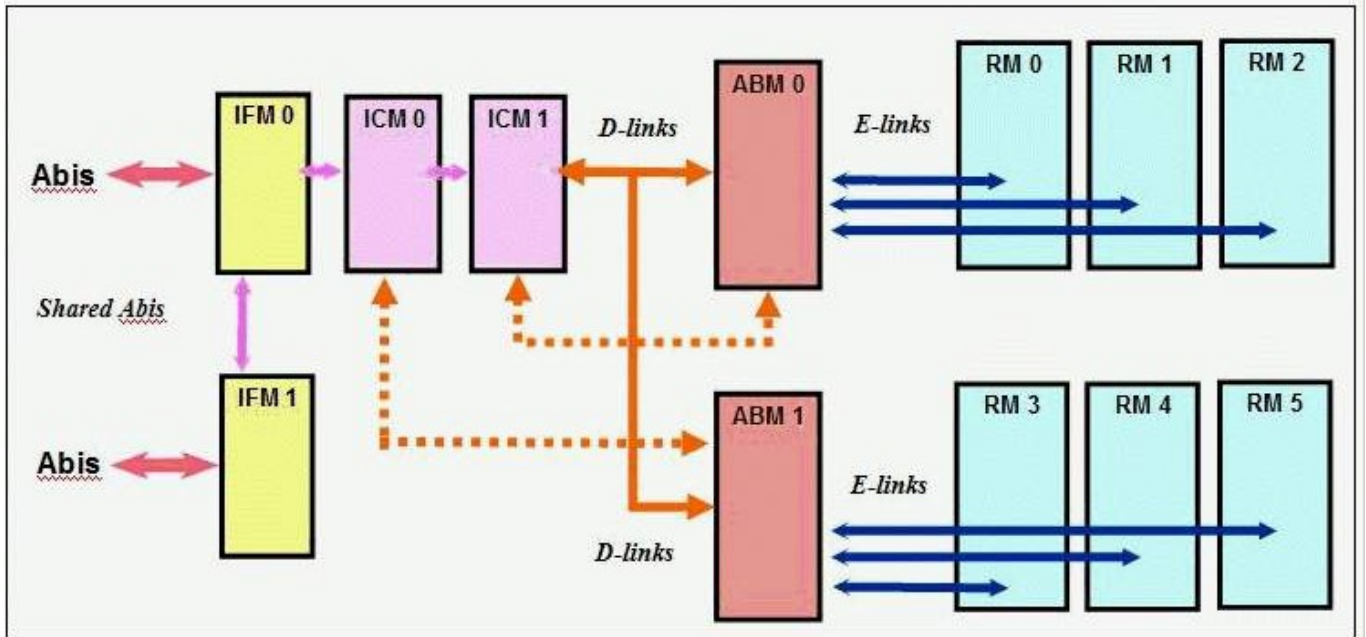 IFM 0
ICM 0
ICM 1
D-links
ABM 0
E-links
RM 0
RM 1
RM 2
Abis
Shared Abis
IFM 1
Abis
ABM 1
D-links
E-links
RM 3
RM 4
RM 5